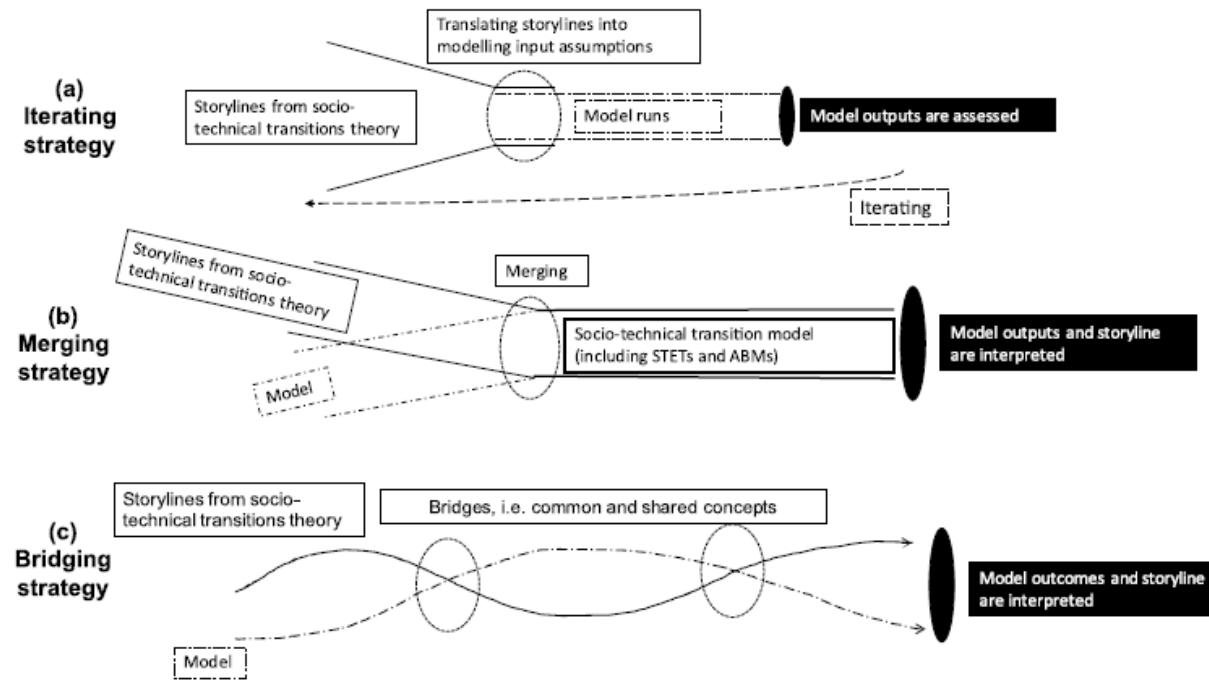 Translating storylines into
modelling input assumptions
(a)
Iterating
strategy
Storylines from socio-
technical transitions theory
Model runs
Model outputs are assessed
Iterating
Storylines from socio-
technical transitions theory
Merging
(b)
Merging
strategy
Socio-technical transition model
(including STETs and ABMs)
Model outputs and storyline
are interpreted
Model
Storylines from socio-
technical transitions theory
Bridges, i.e. common and shared concepts
(c)
Bridging
strategy
Model outcomes and storyline
are interpreted
Model